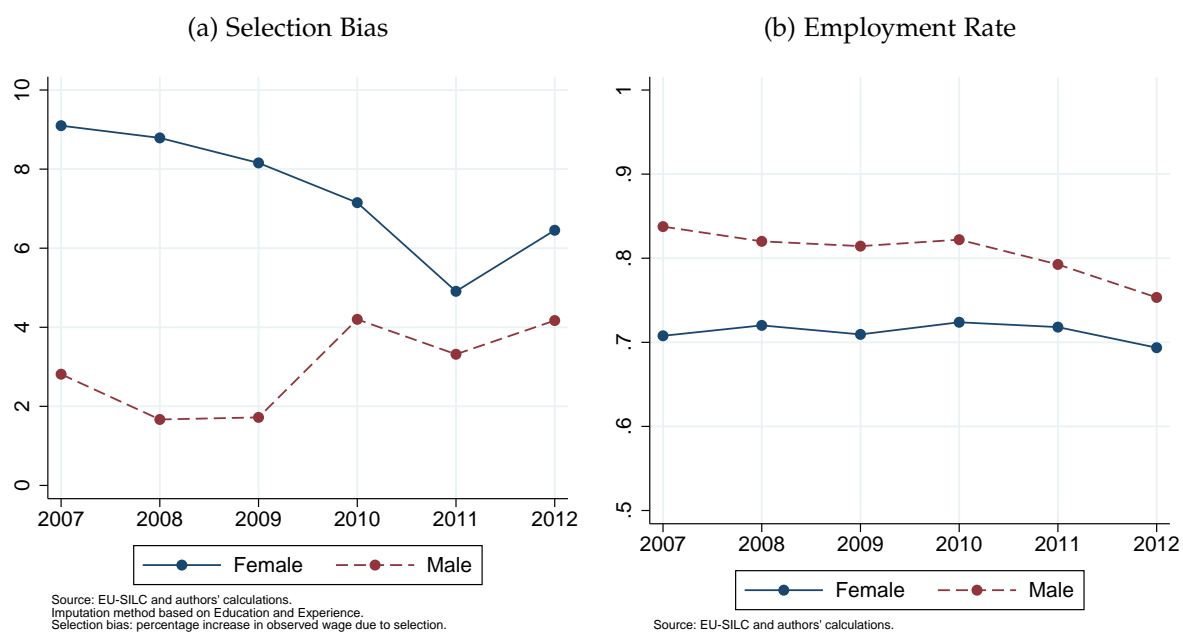 (a) Selection Bias
10
8
6
4
2
0
2007 2008 2009 2010 2011 2012
Female Male
Source: EU-SILC and authors' calculations.
Imputation method based on Education and Experience.
Selection bias: percentage increase in observed wage due to selection.
(b) Employment Rate
1
.9
.8
.7
.6
.5
2007 2008 2009 2010 2011 2012
Female Male
Source: EU-SILC and authors' calculations.